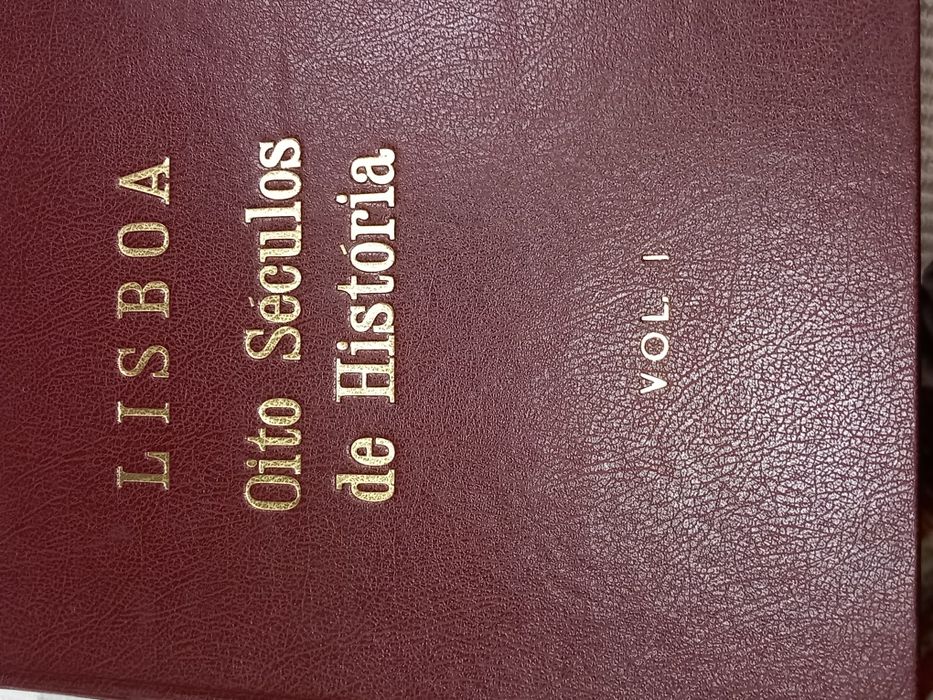 LISBOA
Oito Séculos
de História
VOL. I